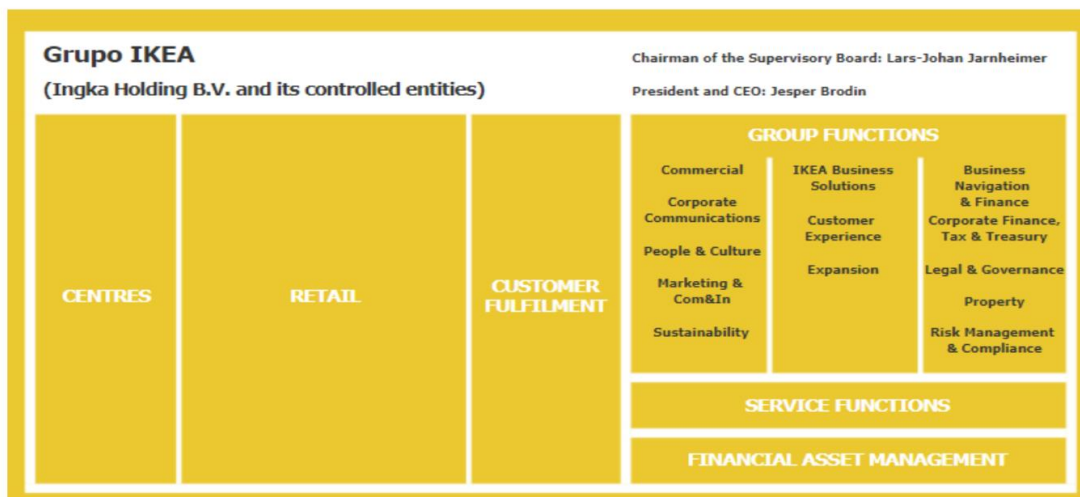 Grupo IKEA
(Ingka Holding B.V. and its controlled entities)
Chairman of the Supervisory Board: Lars-Johan Jarnheimer
President and CEO: Jesper Brodin
CENTRES
RETAIL
CUSTOMER
FULFILMENT
GROUP FUNCTIONS
Commercial
Corporate
Communications
People & Culture
Marketing &
Com&In
Sustainability
IKEA Business
Solutions
Customer
Experience
Expansion
Business
Navigation
& Finance
Corporate Finance,
Tax & Treasury
Legal & Governance
Property
Risk Management
& Compliance
SERVICE FUNCTIONS
FINANCIAL ASSET MANAGEMENT